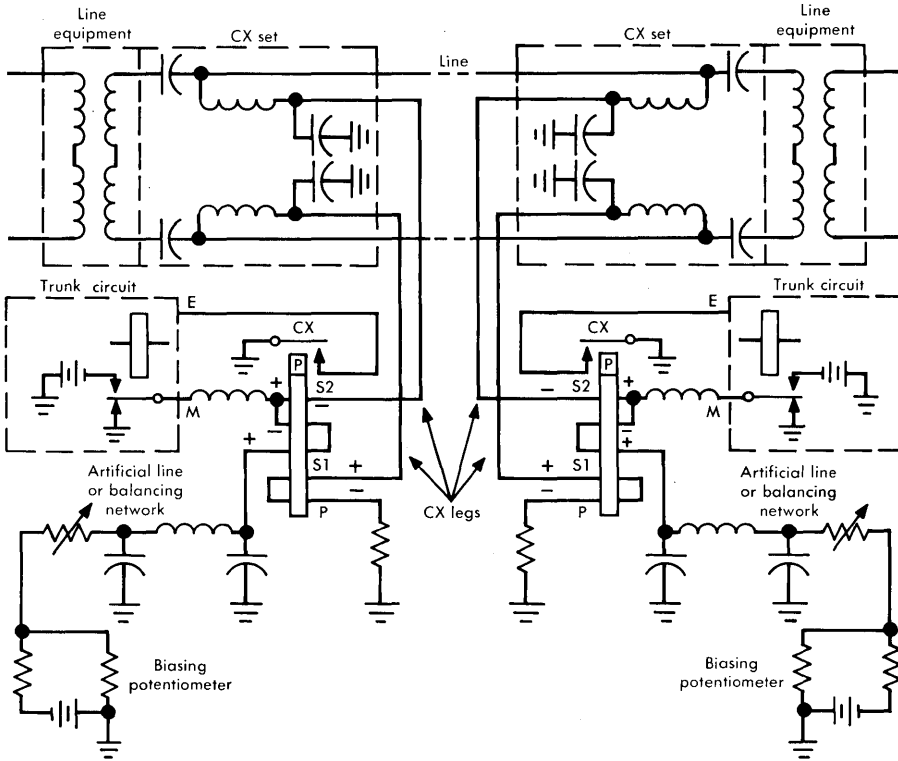 Line
equipment
CX set
Line
CX set
Line
equipment
Trunk circuit
E
CX
P
S2
+
-
M
-
+
S1
+
-
P
Artificial line
or balancing
network
Biasing
potentiometer
CX legs
Trunk circuit
E
CX
P
S2
-
+
M
-
+
S1
+
-
P
Artificial line
or balancing
network
Biasing
potentiometer